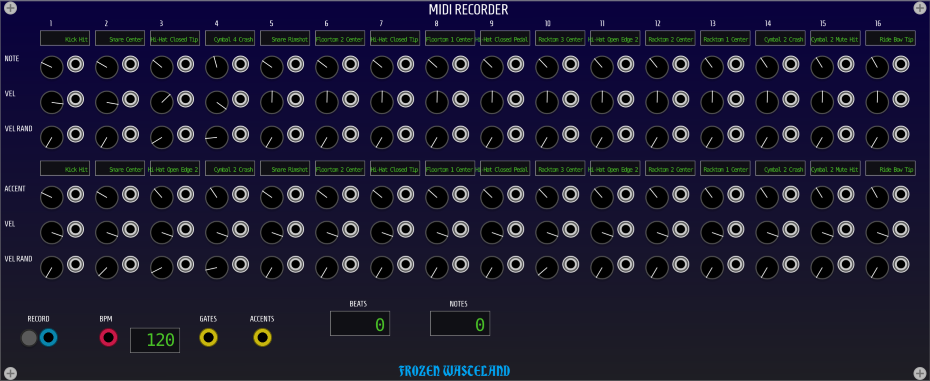 MIDI RECORDER
1 2 3 4 5 6 7 8 9 10 11 12 13 14 15 16
Kick Hit Snare Center Hi-Hat Closed Tip Cymbal 4 Crash Snare Rimshot Floortom 2 Center Hi-Hat Closed Tip Floortom 1 Center Hi-Hat Closed Pedal Racktom 3 Center Hi-Hat Open Edge 2 Racktom 2 Center Racktom 1 Center Cymbal 2 Crash Cymbal 2 Mute Hit Ride Bow Tip
NOTE
VEL
VEL RAND
Kick Hit Snare Center Hi-Hat Open Edge 2 Cymbal 2 Crash Snare Rimshot Floortom 2 Center Hi-Hat Closed Tip Floortom 1 Center Hi-Hat Closed Pedal Racktom 3 Center Hi-Hat Open Edge 2 Racktom 2 Center Racktom 1 Center Cymbal 2 Crash Cymbal 2 Mute Hit Ride Bow Tip
ACCENT
VEL
VEL RAND
BEATS NOTES
RECORD BPM GATES ACCENTS
0 0
120
FROZEN WASTELAND